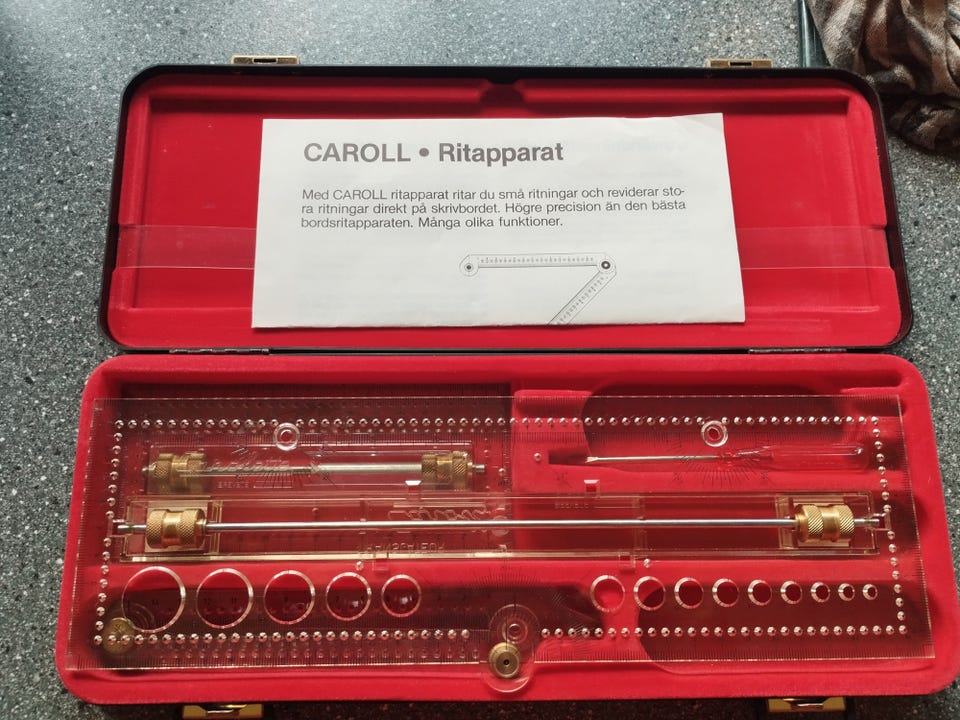 CAROLL • Ritapparat
Med CAROLL ritapparat ritar du små ritningar och reviderar sto-
ra ritningar direkt på skrivbordet. Högre precision än den bästa
bordsritapparaten. Många olika funktioner.